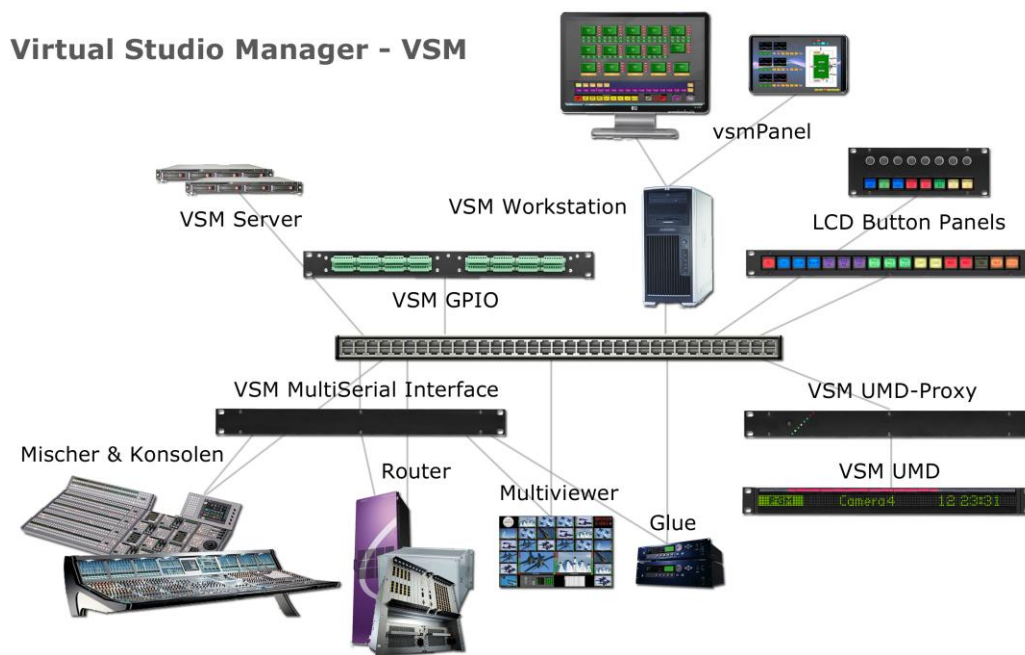 Virtual Studio Manager - VSM
vsmPanel
VSM Server
VSM Workstation
LCD Button Panels
VSM GPIO
VSM MultiSerial Interface
VSM UMD-Proxy
Mischer & Konsolen
Router
Multiviewer
Glue
VSM UMD
PGM Camera4 12:23:31